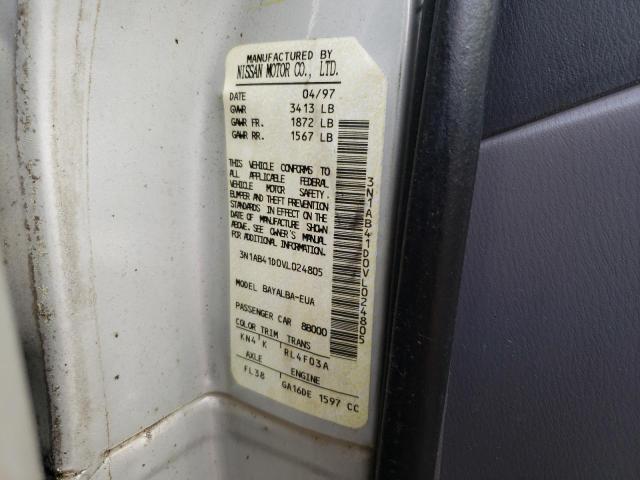 MANUFACTURED BY
NISSAN MOTOR CO., LTD.
DATE 04/97
GVWR 3413 LB
GAWR FR. 1872 LB
GAWR RR. 1567 LB
THIS VEHICLE CONFORMS TO
ALL APPLICABLE FEDERAL
VEHICLE MOTOR SAFETY,
BUMPER AND THEFT PREVENTION
STANDARDS IN EFFECT ON THE
DATE OF MANUFACTURE SHOWN
ABOVE. SEE OWNER'S MANUAL
FOR ADDITIONAL INFORMATION.
3N1AB41D0VL024805
MODEL BAYALBA-EUA
PASSENGER CAR 88000
COLOR TRIM TRANS
KN4 K RL4F03A
AXLE ENGINE
FL38 GA16DE 1597 CC
3N1AB41D0VL024805